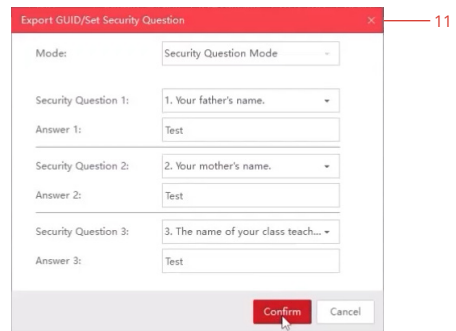 Export GUID/Set Security Question
11
Mode: Security Question Mode
Security Question 1: 1. Your father's name.
Answer 1: Test
Security Question 2: 2. Your mother's name.
Answer 2: Test
Security Question 3: 3. The name of your class teach...
Answer 3: Test
Confirm Cancel